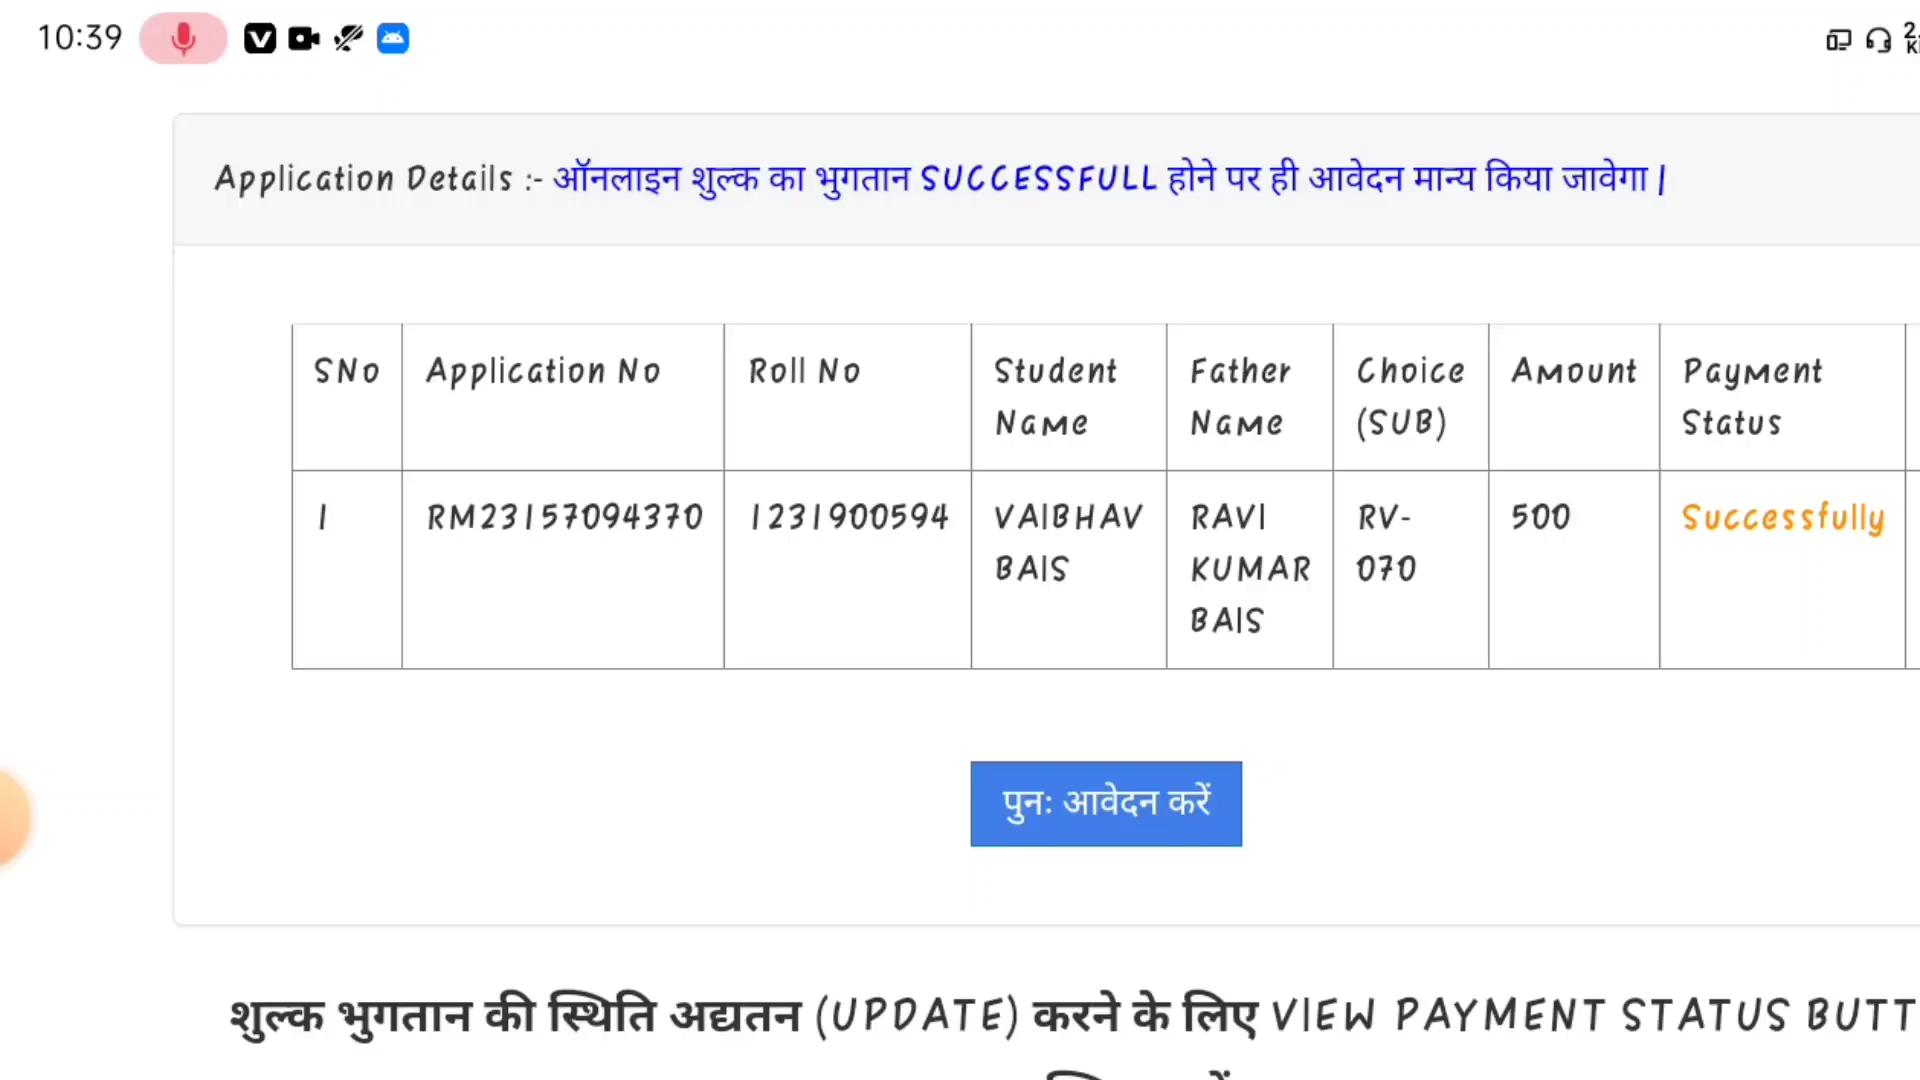 10:39
Application Details :- ऑनलाइन शुल्क का भुगतान SUCCESSFULL होने पर ही आवेदन मान्य किया जावेगा |
SNo Application No Roll No Student Name Father Name Choice (SUB) Amount Payment Status
1 RM23157094370 1231900594 VAIBHAV BAIS RAVI KUMAR BAIS RV-070 500 Successfully
पुनः आवेदन करें
शुल्क भुगतान की स्थिति अद्यतन (UPDATE) करने के लिए VIEW PAYMENT STATUS BUTT